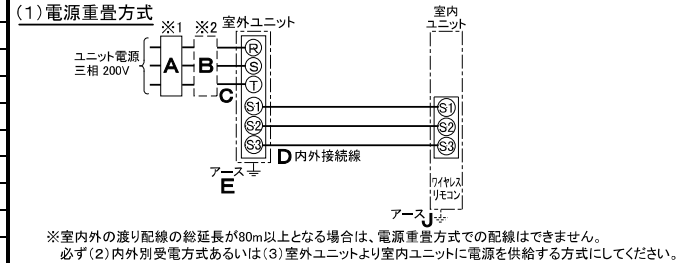 (1)電源重畳方式
※1 ※2 室外ユニット 室内
ユニット
ユニット電源
三相 200V
A B
R
S
T
C
S1 S1
S2 S2
S3 S3
D 内外接続線
アース
E
ワイヤレス
リモコン
アース J
※室内外の渡り配線の総延長が80m以上となる場合は、電源重畳方式での配線はできません。
必ず(2)内外別受電方式あるいは(3)室外ユニットより室内ユニットに電源を供給する方式にしてください。